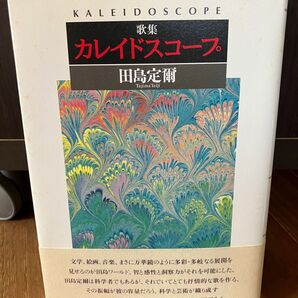 KALEIDOSCOPE
歌集
カレイドスコープ
田島定爾
Tajima Teiji
文学、絵画、音楽、まさに万華鏡のように多彩・多岐なる展開を
見せるのが田島ワールド。智と感性と洞察力がそれを可能にした。
田島定爾は科学者でもあるが、それでいてとても抒情的な歌を作る。
その振幅が彼の容量だろう。科学と芸術が織り成す